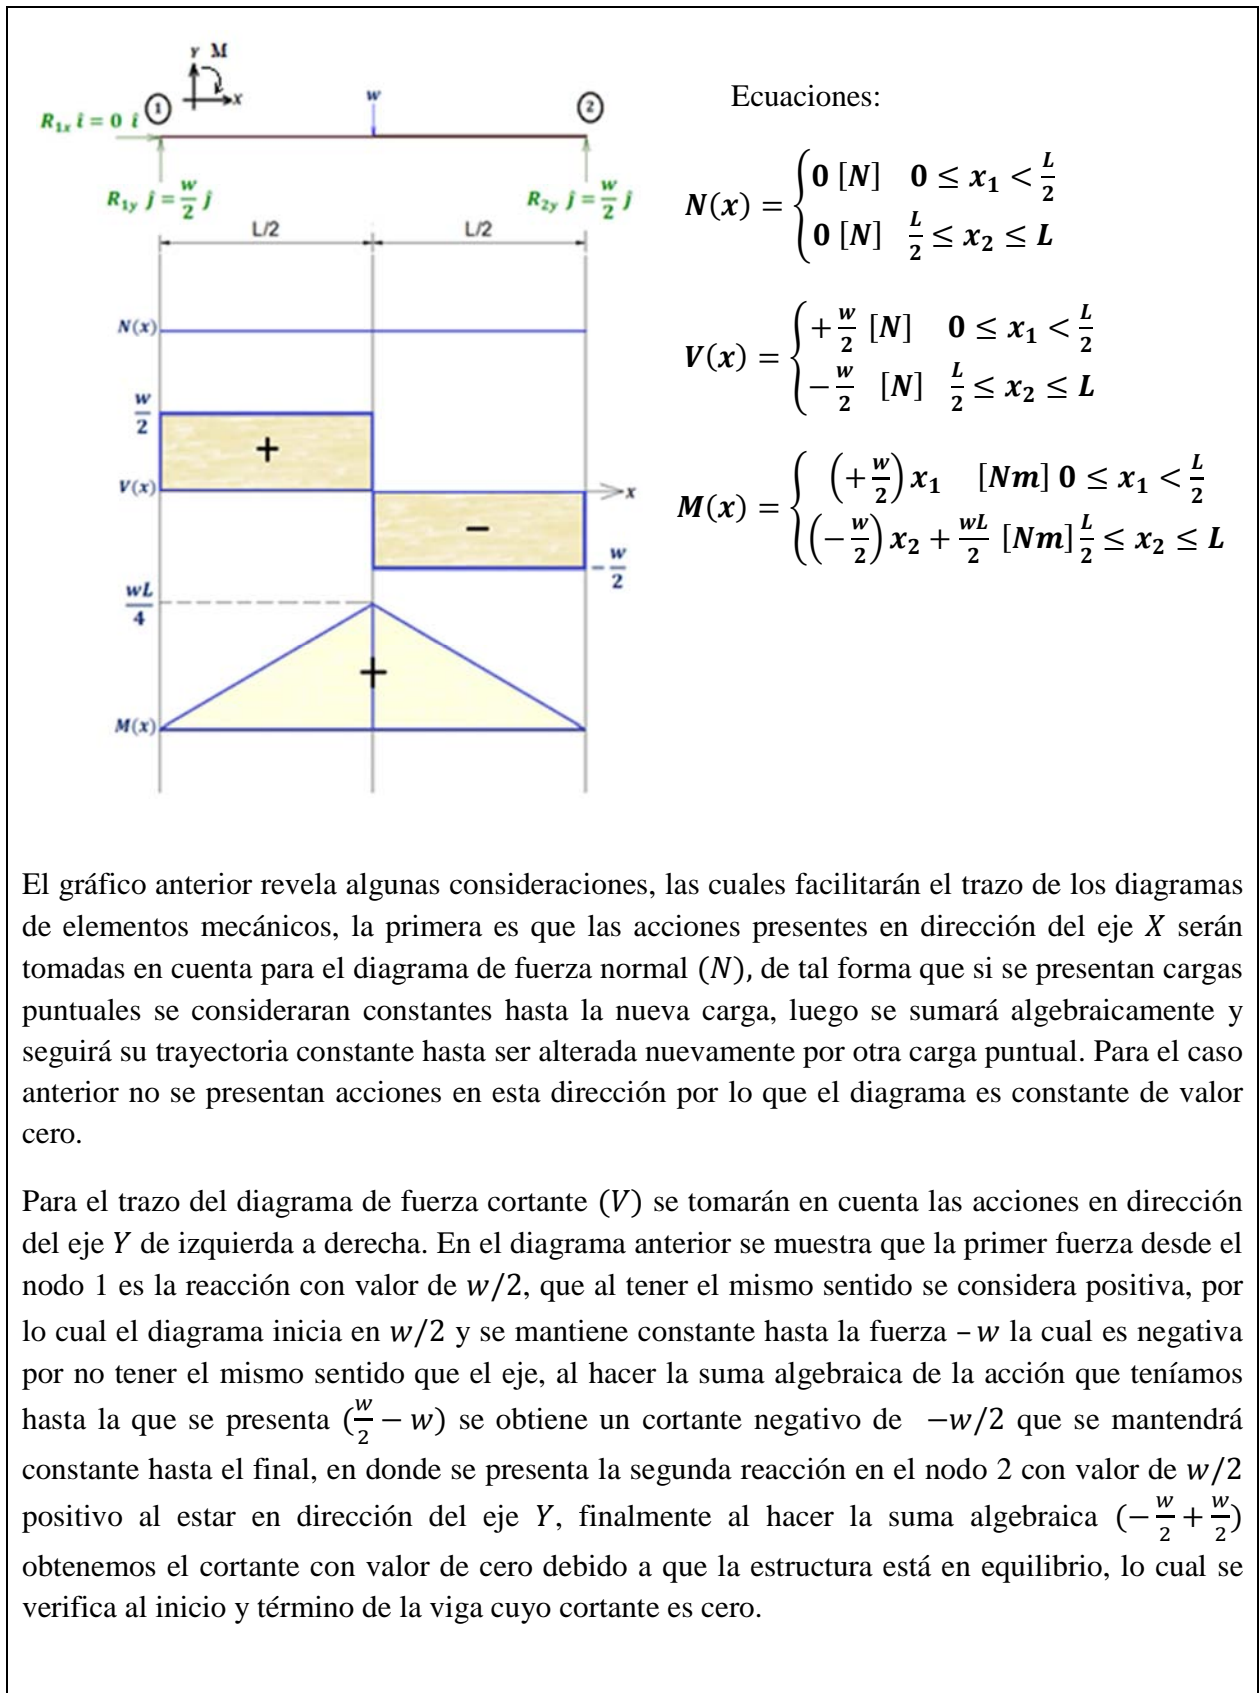 Y M
X
1
w
2
R₁ₓ î = 0 î
R₁ᵧ ĵ = w/2 ĵ
R₂ᵧ ĵ = w/2 ĵ
L/2
L/2
N(x)
w/2
+
V(x)
x
−
−w/2
wL/4
+
M(x)
Ecuaciones:
N(x) = { 0 [N] 0 ≤ x₁ < L/2
0 [N] L/2 ≤ x₂ ≤ L
V(x) = { +w/2 [N] 0 ≤ x₁ < L/2
−w/2 [N] L/2 ≤ x₂ ≤ L
M(x) = { (+w/2) x₁ [Nm] 0 ≤ x₁ < L/2
(−w/2) x₂ + wL/2 [Nm] L/2 ≤ x₂ ≤ L
El gráfico anterior revela algunas consideraciones, las cuales facilitarán el trazo de los diagramas
de elementos mecánicos, la primera es que las acciones presentes en dirección del eje X serán
tomadas en cuenta para el diagrama de fuerza normal (N), de tal forma que si se presentan cargas
puntuales se consideraran constantes hasta la nueva carga, luego se sumará algebraicamente y
seguirá su trayectoria constante hasta ser alterada nuevamente por otra carga puntual. Para el caso
anterior no se presentan acciones en esta dirección por lo que el diagrama es constante de valor
cero.
Para el trazo del diagrama de fuerza cortante (V) se tomarán en cuenta las acciones en dirección
del eje Y de izquierda a derecha. En el diagrama anterior se muestra que la primer fuerza desde el
nodo 1 es la reacción con valor de w/2, que al tener el mismo sentido se considera positiva, por
lo cual el diagrama inicia en w/2 y se mantiene constante hasta la fuerza – w la cual es negativa
por no tener el mismo sentido que el eje, al hacer la suma algebraica de la acción que teníamos
hasta la que se presenta (w/2 − w) se obtiene un cortante negativo de −w/2 que se mantendrá
constante hasta el final, en donde se presenta la segunda reacción en el nodo 2 con valor de w/2
positivo al estar en dirección del eje Y, finalmente al hacer la suma algebraica (−w/2 + w/2)
obtenemos el cortante con valor de cero debido a que la estructura está en equilibrio, lo cual se
verifica al inicio y término de la viga cuyo cortante es cero.